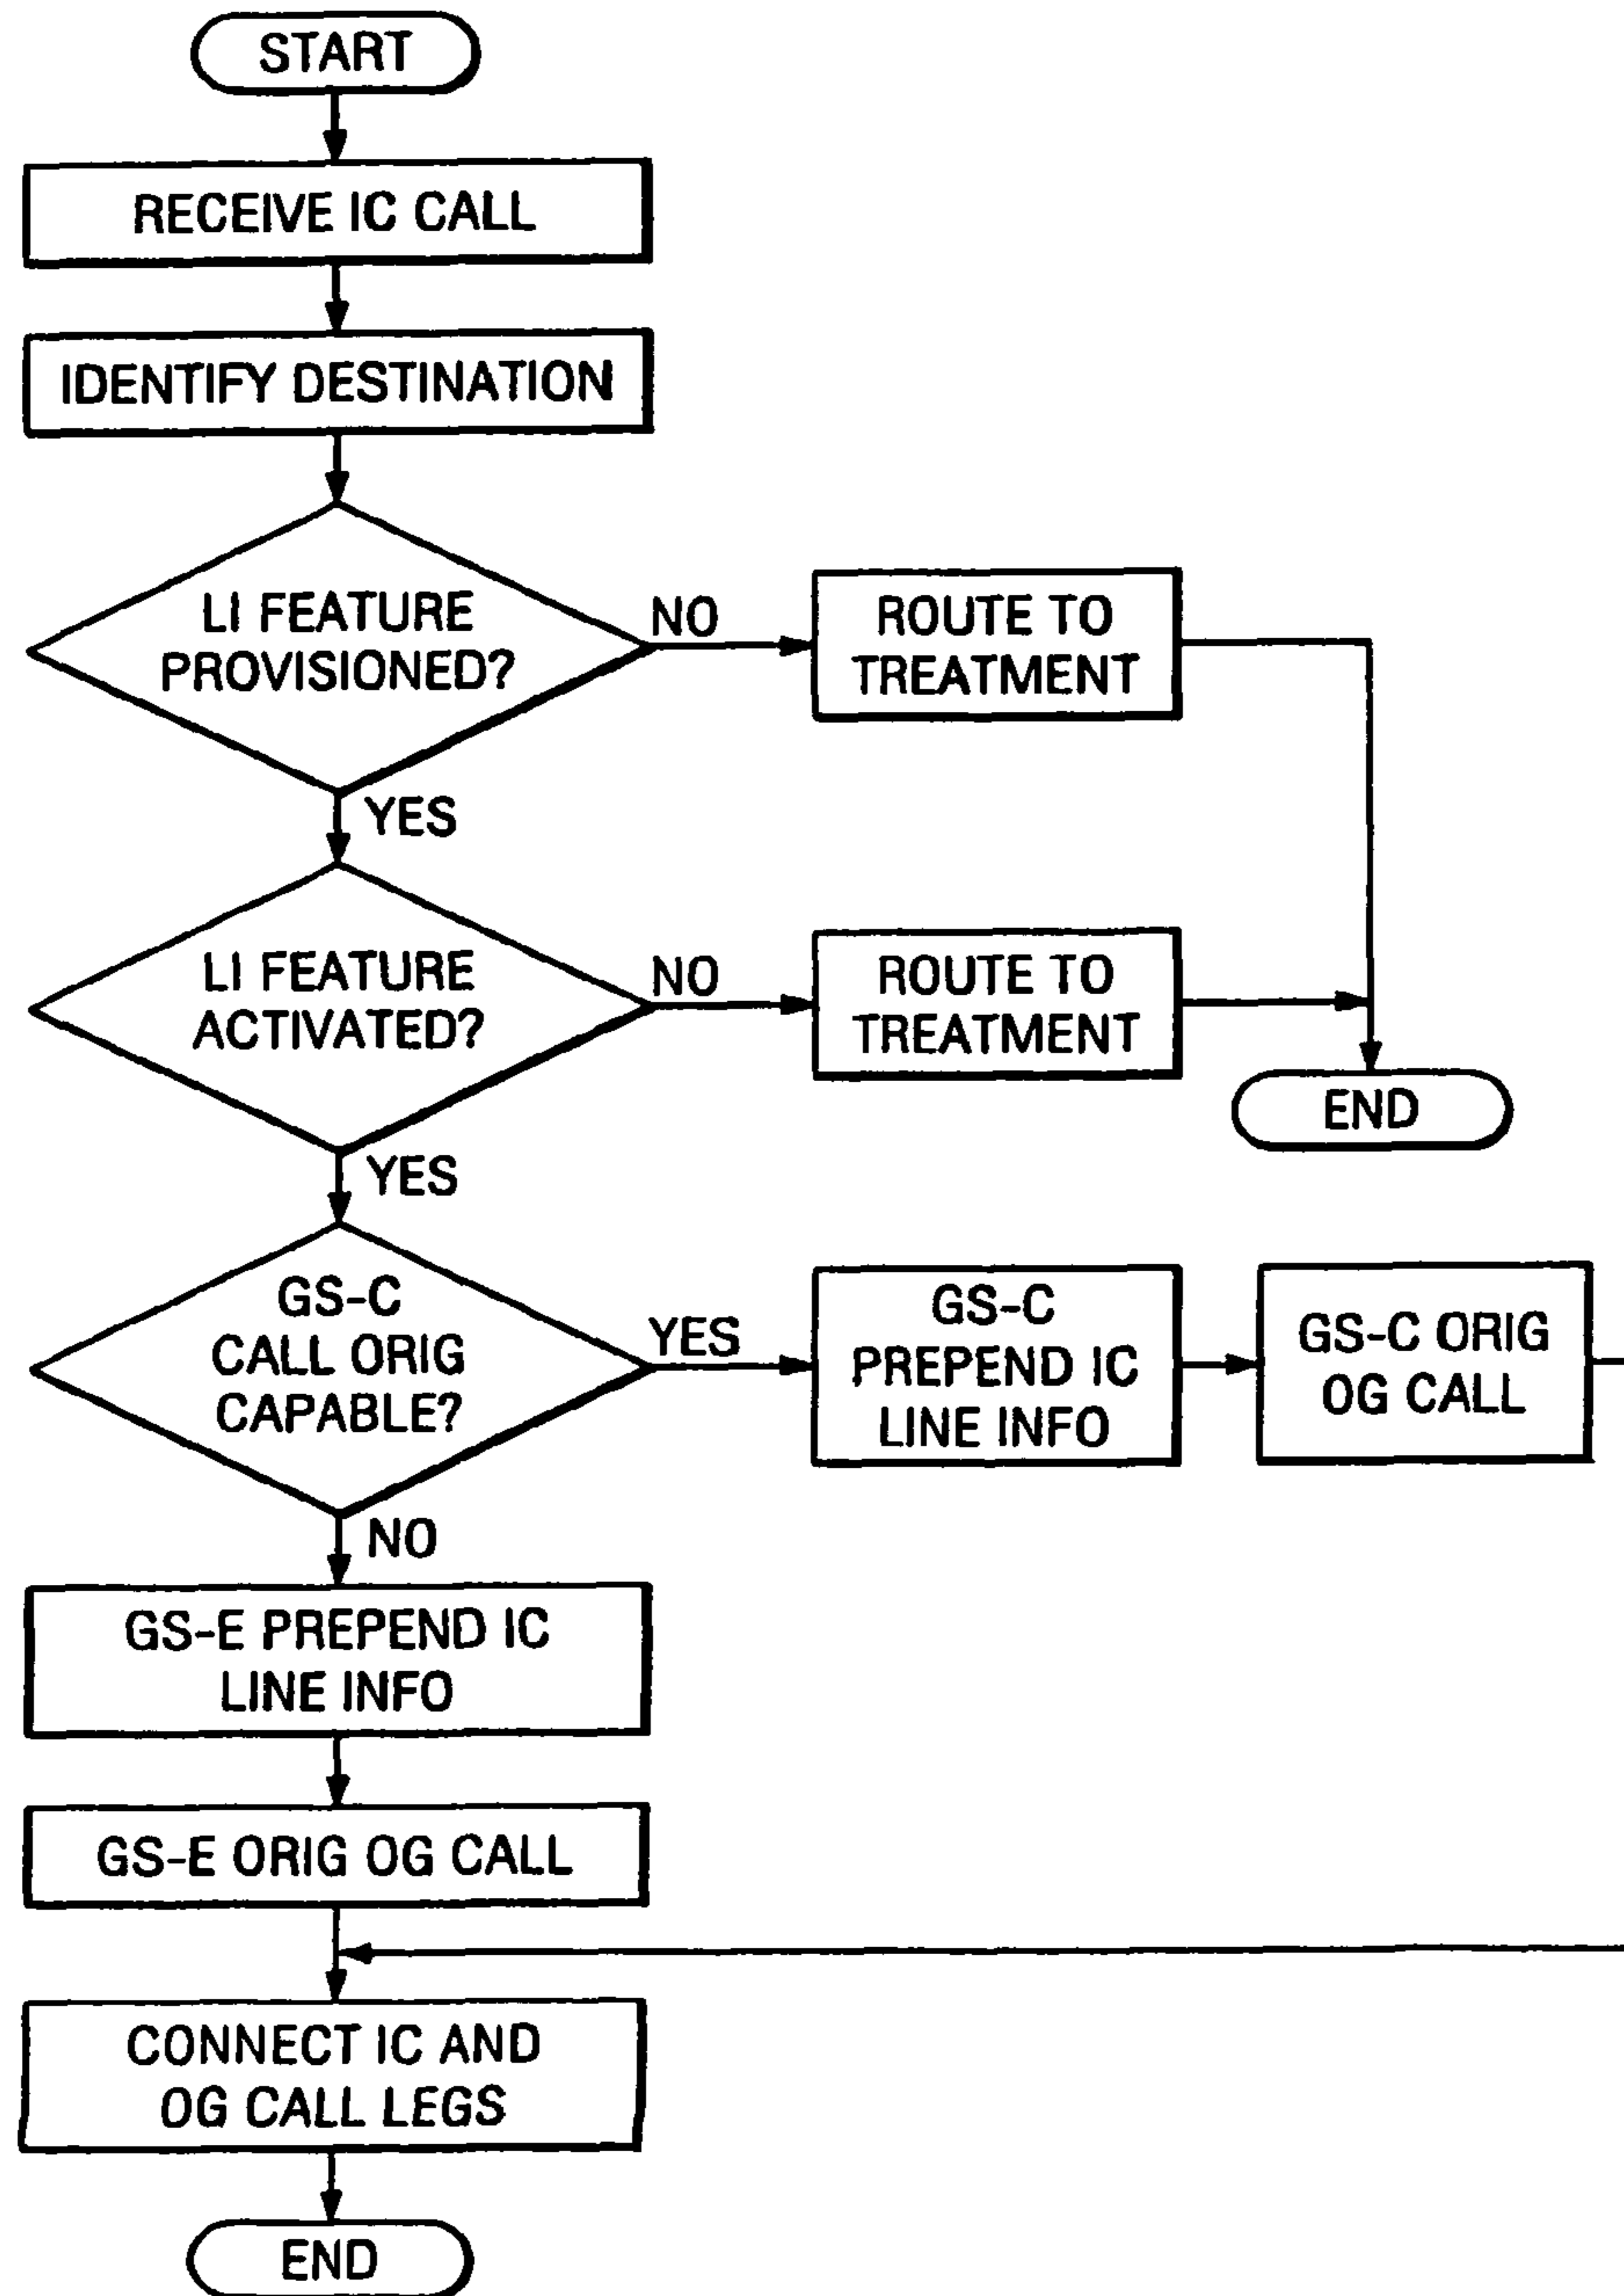 START
RECEIVE IC CALL
IDENTIFY DESTINATION
LI FEATURE
PROVISIONED?
NO
ROUTE TO
TREATMENT
YES
LI FEATURE
ACTIVATED?
NO
ROUTE TO
TREATMENT
END
YES
GS-C
CALL ORIG
CAPABLE?
YES
GS-C
PREPEND IC
LINE INFO
GS-C ORIG
OG CALL
NO
GS-E PREPEND IC
LINE INFO
GS-E ORIG OG CALL
CONNECT IC AND
OG CALL LEGS
END